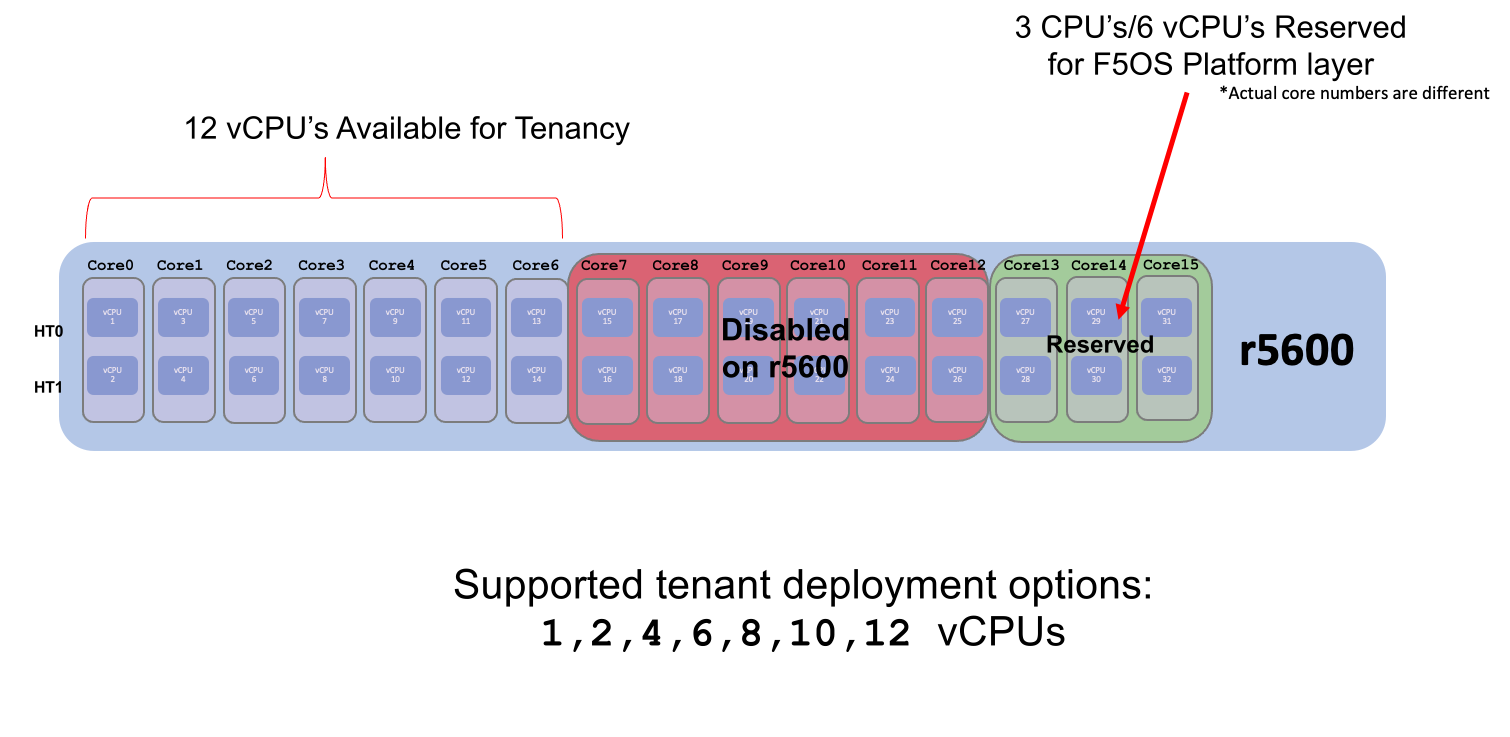 3 CPU's/6 vCPU's Reserved
for F5OS Platform layer
*Actual core numbers are different
12 vCPU's Available for Tenancy
Core0 Core1 Core2 Core3 Core4 Core5 Core6 Core7 Core8 Core9 Core10 Core11 Core12 Core13 Core14 Core15
HT0
vCPU 1 vCPU 3 vCPU 5 vCPU 7 vCPU 9 vCPU 11 vCPU 13 vCPU 15 vCPU 17 vCPU vCPU 21 vCPU 23 vCPU 25 vCPU 27 vCPU 29 vCPU 31
Disabled
on r5600
Reserved
r5600
HT1
vCPU 2 vCPU 4 vCPU 6 vCPU 8 vCPU 10 vCPU 12 vCPU 14 vCPU 16 vCPU 18 vCPU 20 vCPU 22 vCPU 24 vCPU 26 vCPU 28 vCPU 30 vCPU 32
Supported tenant deployment options:
1,2,4,6,8,10,12 vCPUs